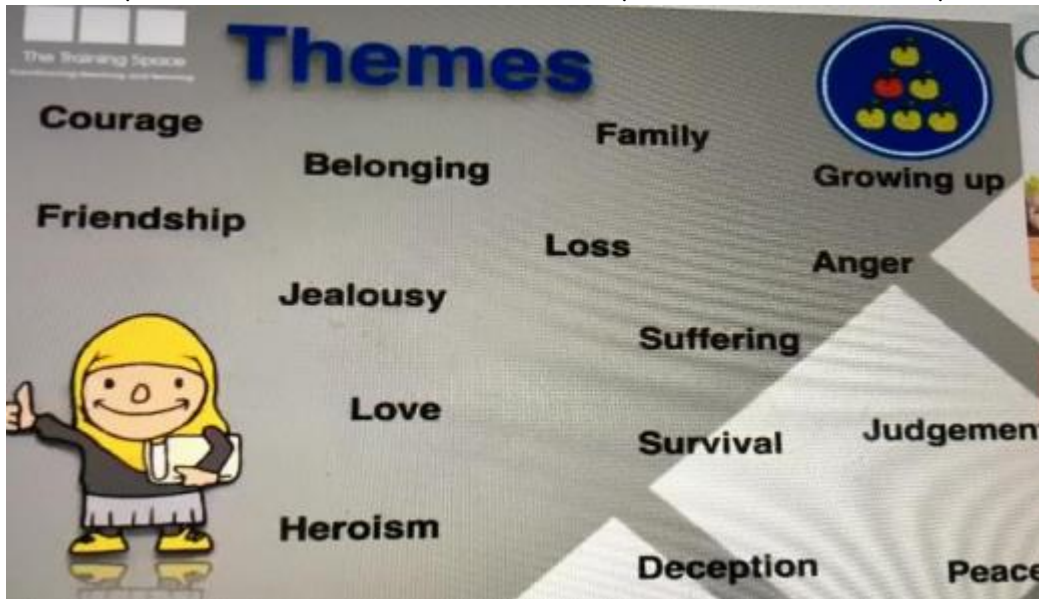 The Training Space
Themes
Courage
Family
Belonging
Growing up
Friendship
Loss
Anger
Jealousy
Suffering
Love
Survival
Judgemen
Heroism
Deception
Peace